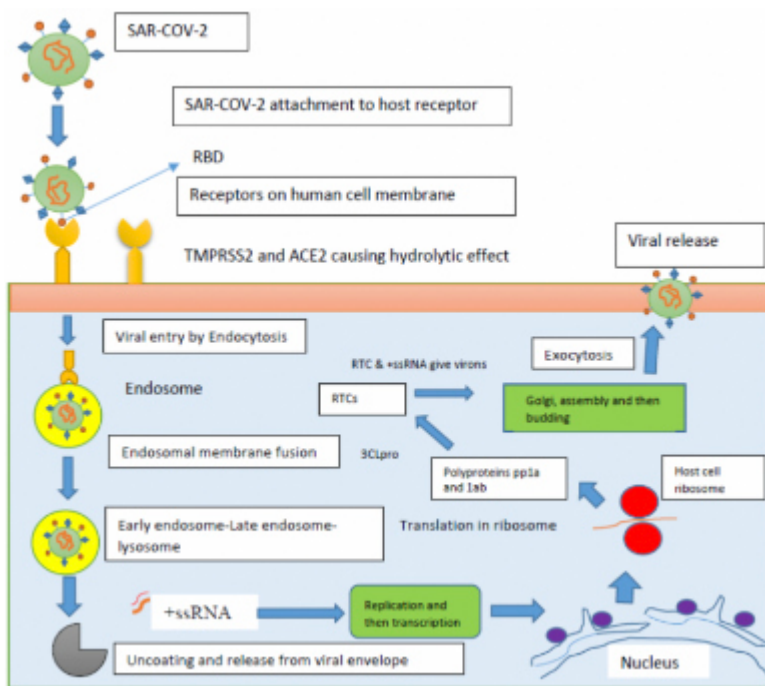 SAR-COV-2
SAR-COV-2 attachment to host receptor
RBD
Receptors on human cell membrane
TMPRSS2 and ACE2 causing hydrolytic effect
Viral release
Viral entry by Endocytosis
Exocytosis
RTC & +ssRNA give virons
Endosome
RTCs
Golgi, assembly and then
budding
Endosomal membrane fusion
3CLpro
Polyproteins pp1a
and 1ab
Host cell
ribosome
Early endosome-Late endosome-
lysosome
Translation in ribosome
+ssRNA
Replication and
then transcription
Uncoating and release from viral envelope
Nucleus